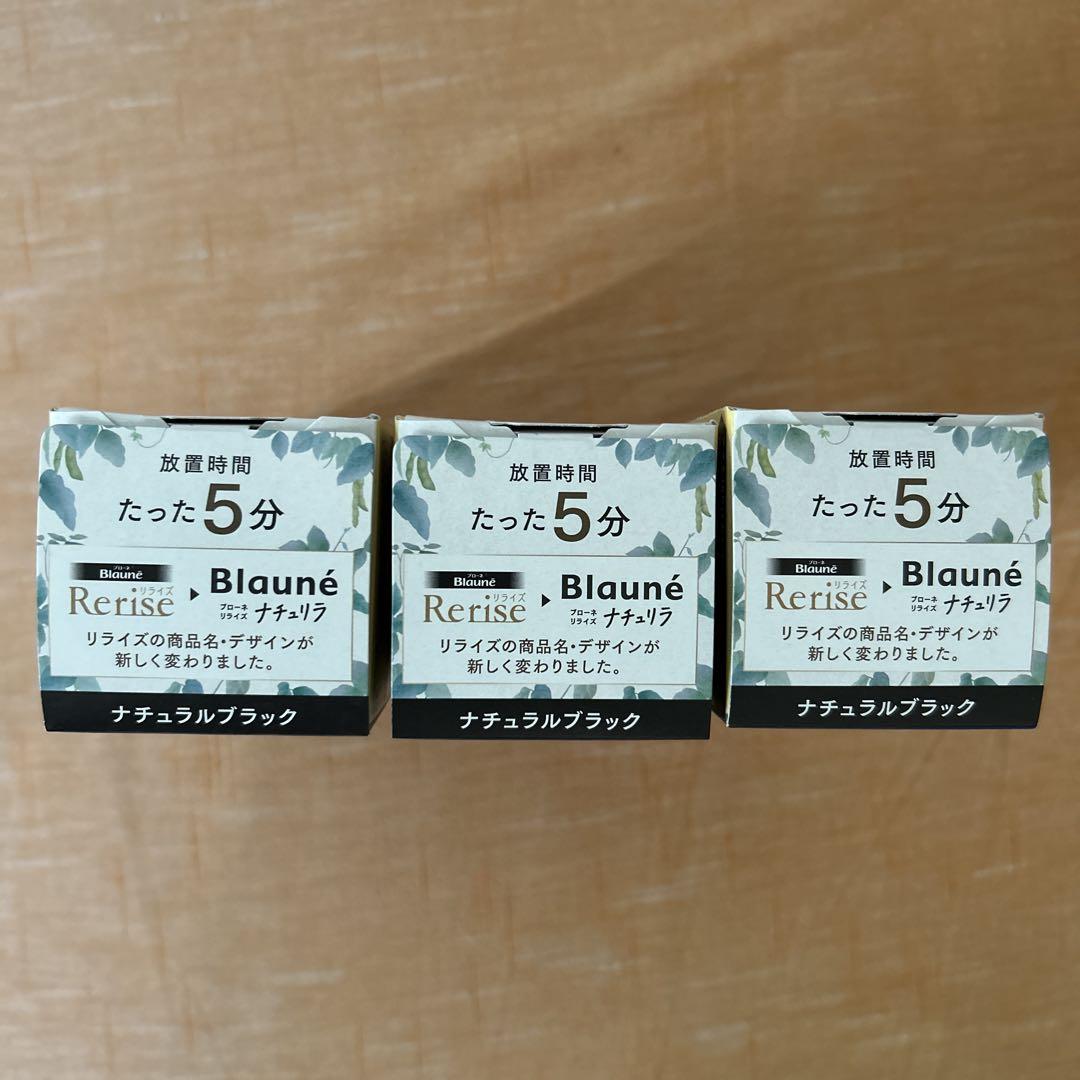 放置時間
たった5分
ブローネ
Blauné
リライズ
Rerise
▶
Blauné
ブローネ
リライズ ナチュリラ
リライズの商品名・デザインが
新しく変わりました。
ナチュラルブラック
放置時間
たった5分
ブローネ
Blauné
リライズ
Rerise
▶
Blauné
ブローネ
リライズ ナチュリラ
リライズの商品名・デザインが
新しく変わりました。
ナチュラルブラック
放置時間
たった5分
ブローネ
Blauné
リライズ
Rerise
▶
Blauné
ブローネ
リライズ ナチュリラ
リライズの商品名・デザインが
新しく変わりました。
ナチュラルブラック